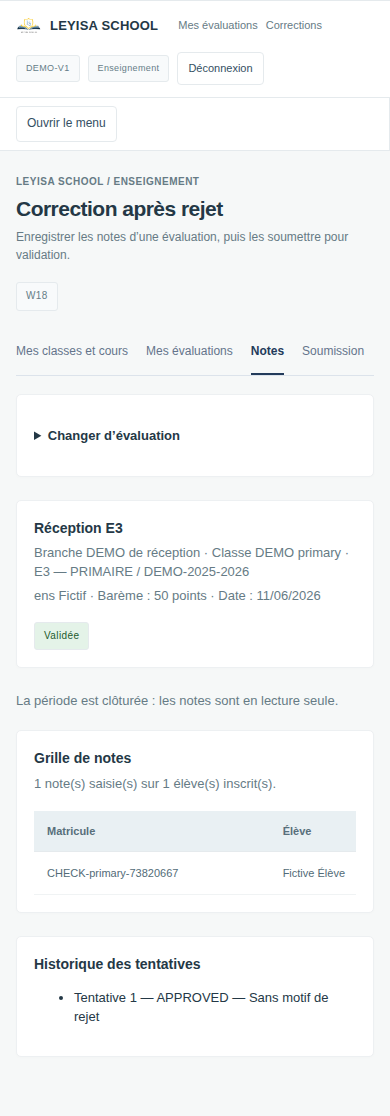 LEYISA SCHOOL
Mes évaluations Corrections
DEMO-V1 Enseignement Déconnexion
Ouvrir le menu
LEYISA SCHOOL / ENSEIGNEMENT
Correction après rejet
Enregistrer les notes d’une évaluation, puis les soumettre pour
validation.
W18
Mes classes et cours Mes évaluations Notes Soumission
Changer d’évaluation
Réception E3
Branche DEMO de réception · Classe DEMO primary ·
E3 — PRIMAIRE / DEMO-2025-2026
ens Fictif · Barème : 50 points · Date : 11/06/2026
Validée
La période est clôturée : les notes sont en lecture seule.
Grille de notes
1 note(s) saisie(s) sur 1 élève(s) inscrit(s).
Matricule Élève
CHECK-primary-73820667 Fictive Élève
Historique des tentatives
Tentative 1 — APPROVED — Sans motif de
rejet